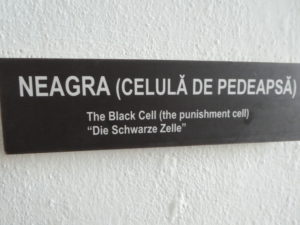 NEAGRA (CELULĂ DE PEDEAPSĂ)
The Black Cell (the punishment cell)
“Die Schwarze Zelle”